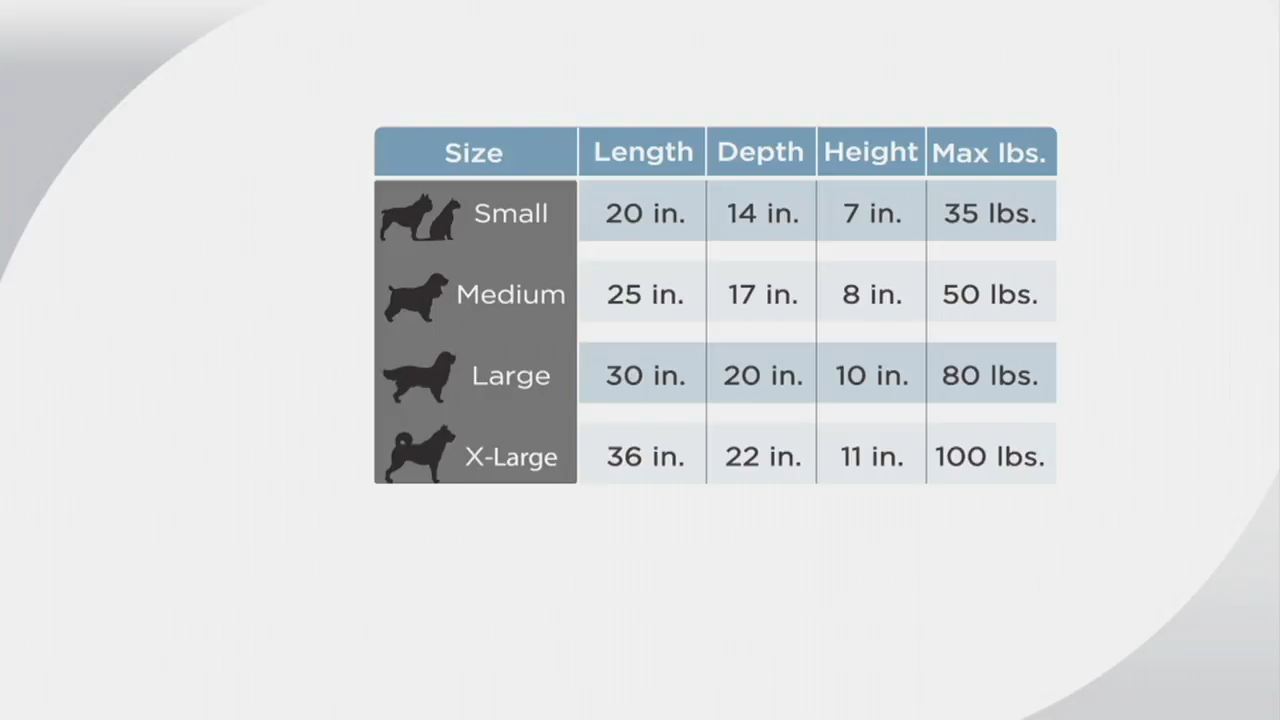 Size Length Depth Height Max lbs.
Small 20 in. 14 in. 7 in. 35 lbs.
Medium 25 in. 17 in. 8 in. 50 lbs.
Large 30 in. 20 in. 10 in. 80 lbs.
X-Large 36 in. 22 in. 11 in. 100 lbs.